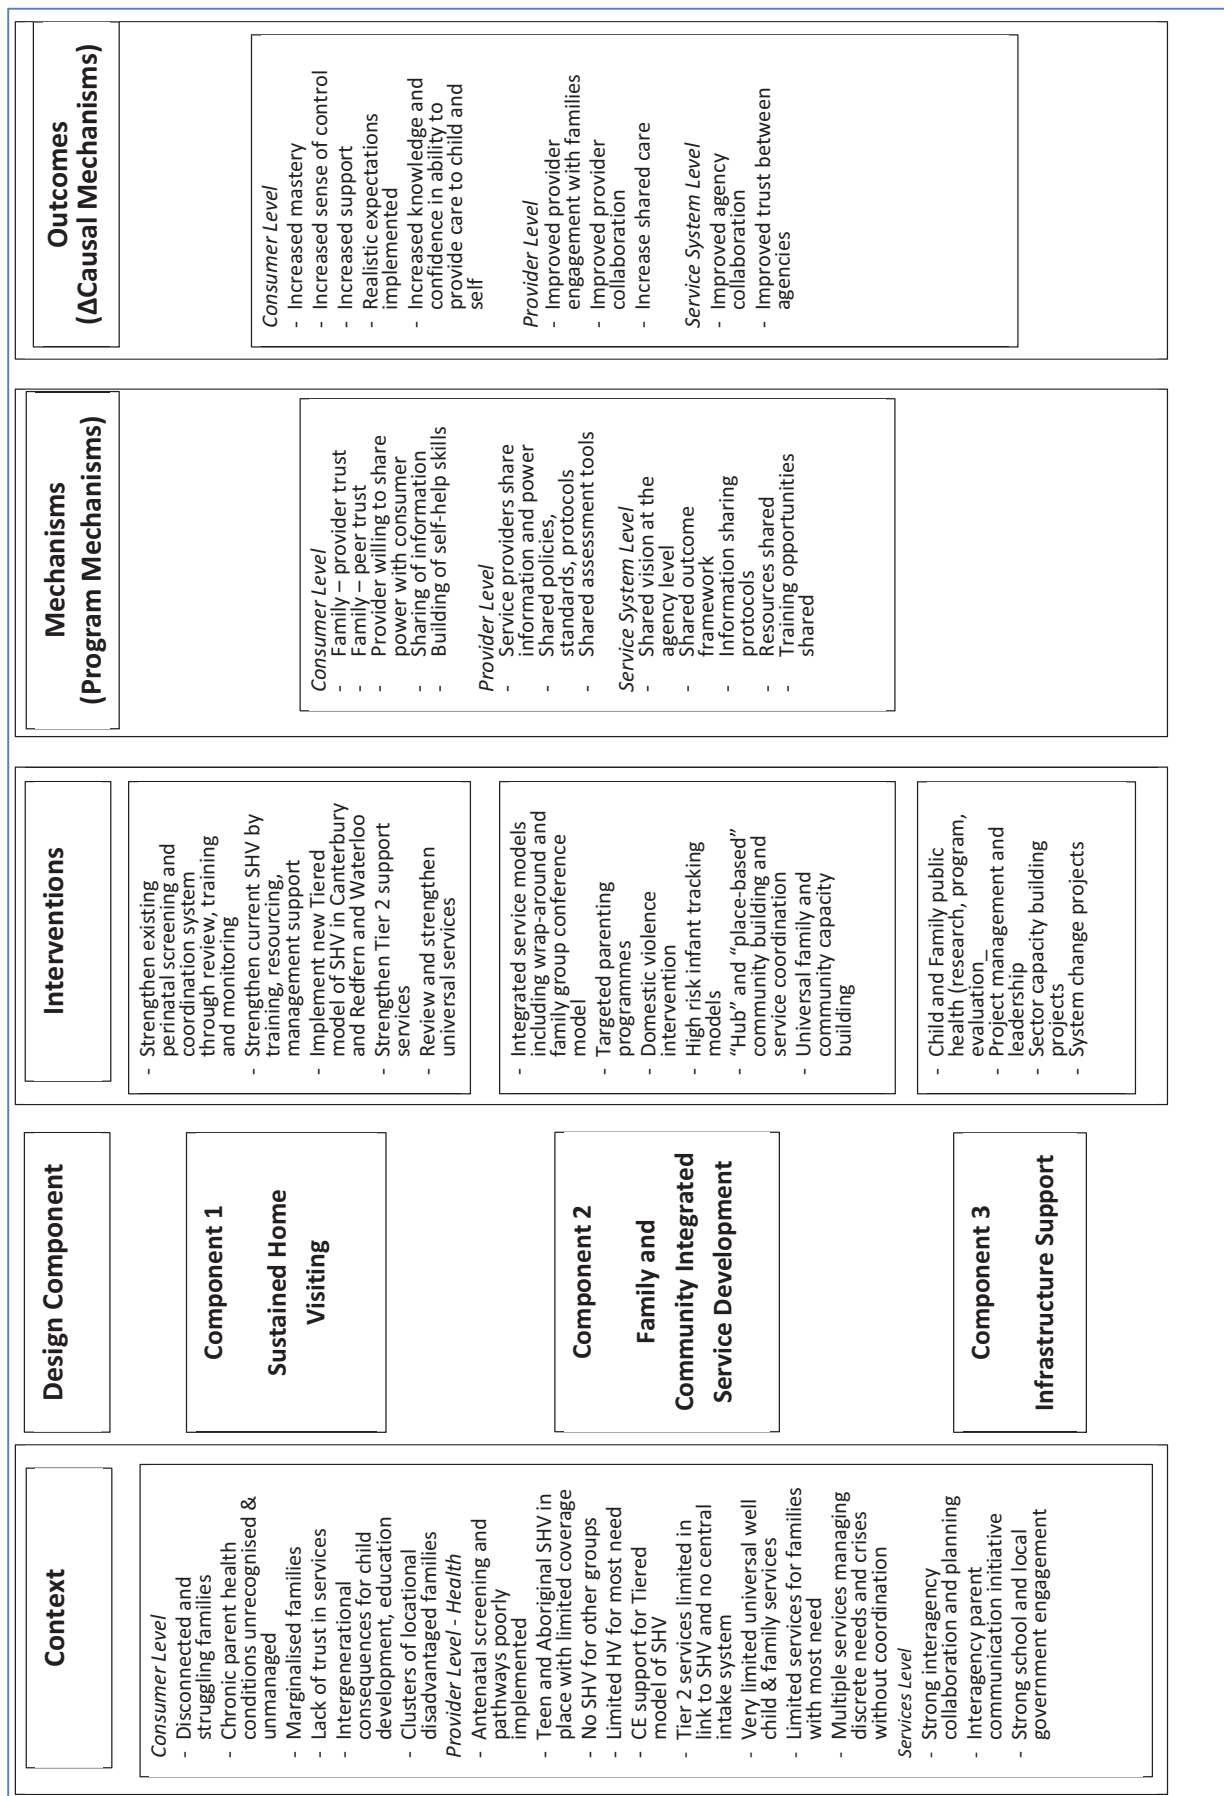 Context
Consumer Level
- Disconnected and
struggling families
- Chronic parent health
conditions unrecognised &
unmanaged
- Marginalised families
- Lack of trust in services
- Intergenerational
consequences for child
development, education
- Clusters of locational
disadvantaged families
Provider Level - Health
- Antenatal screening and
pathways poorly
implemented
- Teen and Aboriginal SHV in
place with limited coverage
- No SHV for other groups
- Limited HV for most need
- CE support for Tiered
model of SHV
- Tier 2 services limited in
link to SHV and no central
intake system
- Very limited universal well
child & family services
- Limited services for families
with most need
- Multiple services managing
discrete needs and crises
without coordination
Services Level
- Strong interagency
collaboration and planning
- Interagency parent
communication initiative
- Strong school and local
government engagement
Design Component
Component 1
Sustained Home
Visiting
Component 2
Family and
Community Integrated
Service Development
Component 3
Infrastructure Support
Interventions
- Strengthen existing
perinatal screening and
coordination system
through review, training
and monitoring
- Strengthen current SHV by
training, resourcing,
management support
- Implement new Tiered
model of SHV in Canterbury
and Redfern and Waterloo
- Strengthen Tier 2 support
services
- Review and strengthen
universal services
- Integrated service models
including wrap-around and
family group conference
model
- Targeted parenting
programmes
- Domestic violence
intervention
- High risk infant tracking
models
- “Hub” and “place-based”
community building and
service coordination
- Universal family and
community capacity
building
- Child and Family public
health (research, program,
evaluation_
- Project management and
leadership
- Sector capacity building
projects
- System change projects
Mechanisms
(Program Mechanisms)
Consumer Level
- Family – provider trust
- Family – peer trust
- Provider willing to share
power with consumer
- Sharing of information
- Building of self-help skills
Provider Level
- Service providers share
information and power
- Shared policies,
standards, protocols
- Shared assessment tools
Service System Level
- Shared vision at the
agency level
- Shared outcome
framework
- Information sharing
protocols
- Resources shared
- Training opportunities
shared
Outcomes
(ΔCausal Mechanisms)
Consumer Level
- Increased mastery
- Increased sense of control
- Increased support
- Realistic expectations
implemented
- Increased knowledge and
confidence in ability to
provide care to child and
self
Provider Level
- Improved provider
engagement with families
- Improved provider
collaboration
- Increase shared care
Service System Level
- Improved agency
collaboration
- Improved trust between
agencies